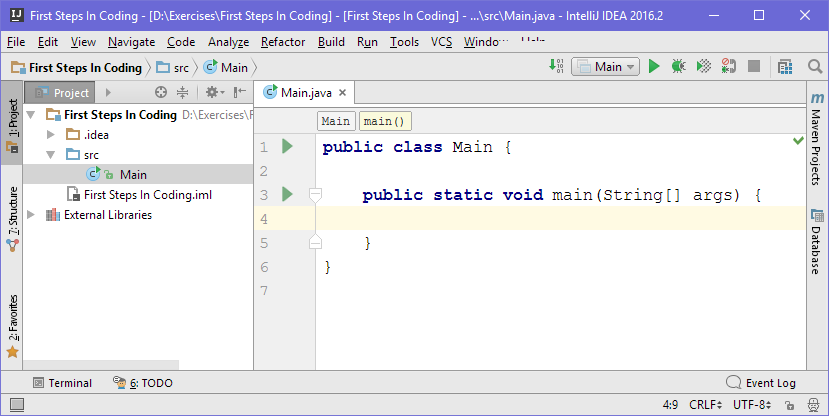 First Steps In Coding - [D:\Exercises\First Steps In Coding] - [First Steps In Coding] - ...\src\Main.java - IntelliJ IDEA 2016.2
File Edit View Navigate Code Analyze Refactor Build Run Tools VCS
First Steps In Coding src Main Main
Project Main.java
1: Project
7: Structure
2: Favorites
First Steps In Coding D:\Exercises\F
.idea
src
Main
First Steps In Coding.iml
External Libraries
Main main()
1 public class Main {
2
3 public static void main(String[] args) {
4
5 }
6 }
7
Maven Projects
Database
Terminal 6: TODO Event Log
4:9 CRLF UTF-8